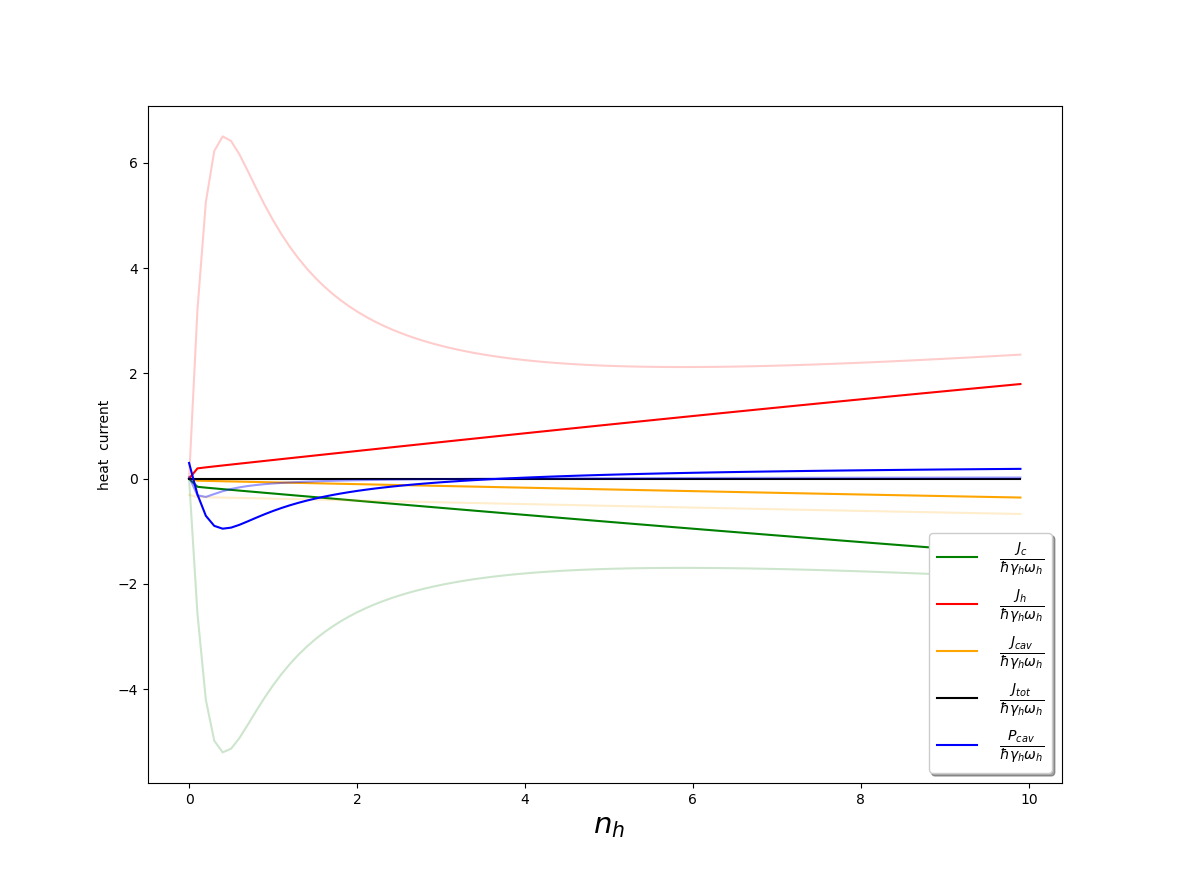 6
4
2
0
−2
−4
heat current
0 2 4 6 8 10
n_h
J_c / ħγ_hω_h
J_h / ħγ_hω_h
J_cav / ħγ_hω_h
J_tot / ħγ_hω_h
P_cav / ħγ_hω_h